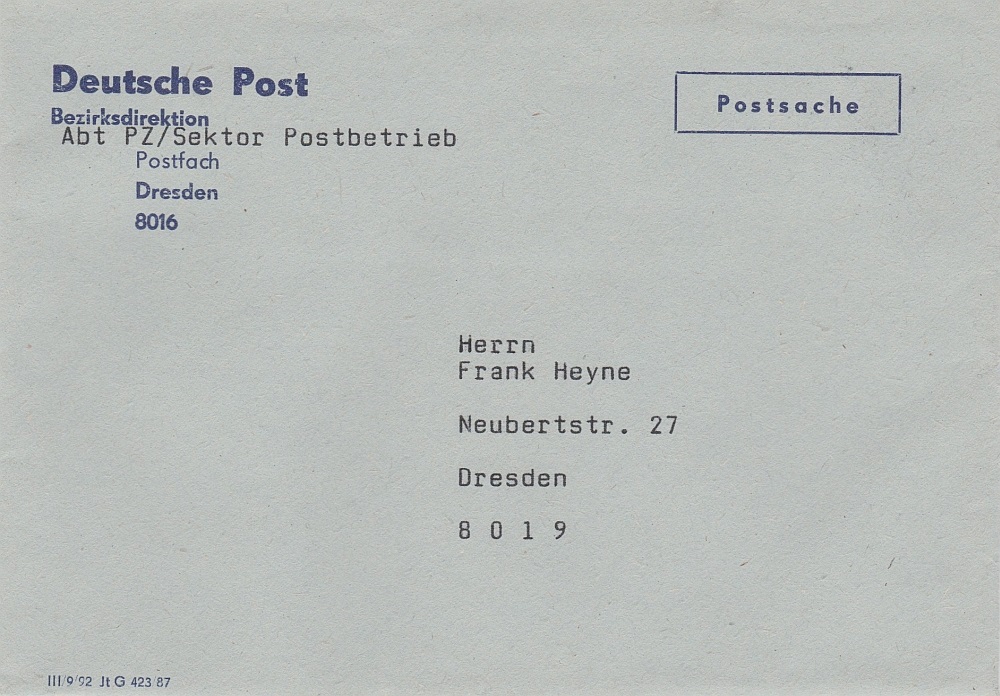 Deutsche Post
Postsache
Bezirksdirektion
Abt PZ/Sektor Postbetrieb
Postfach
Dresden
8016
Herrn
Frank Heyne
Neubertstr. 27
Dresden
8 0 1 9
III/9/92 Jt G 423/87